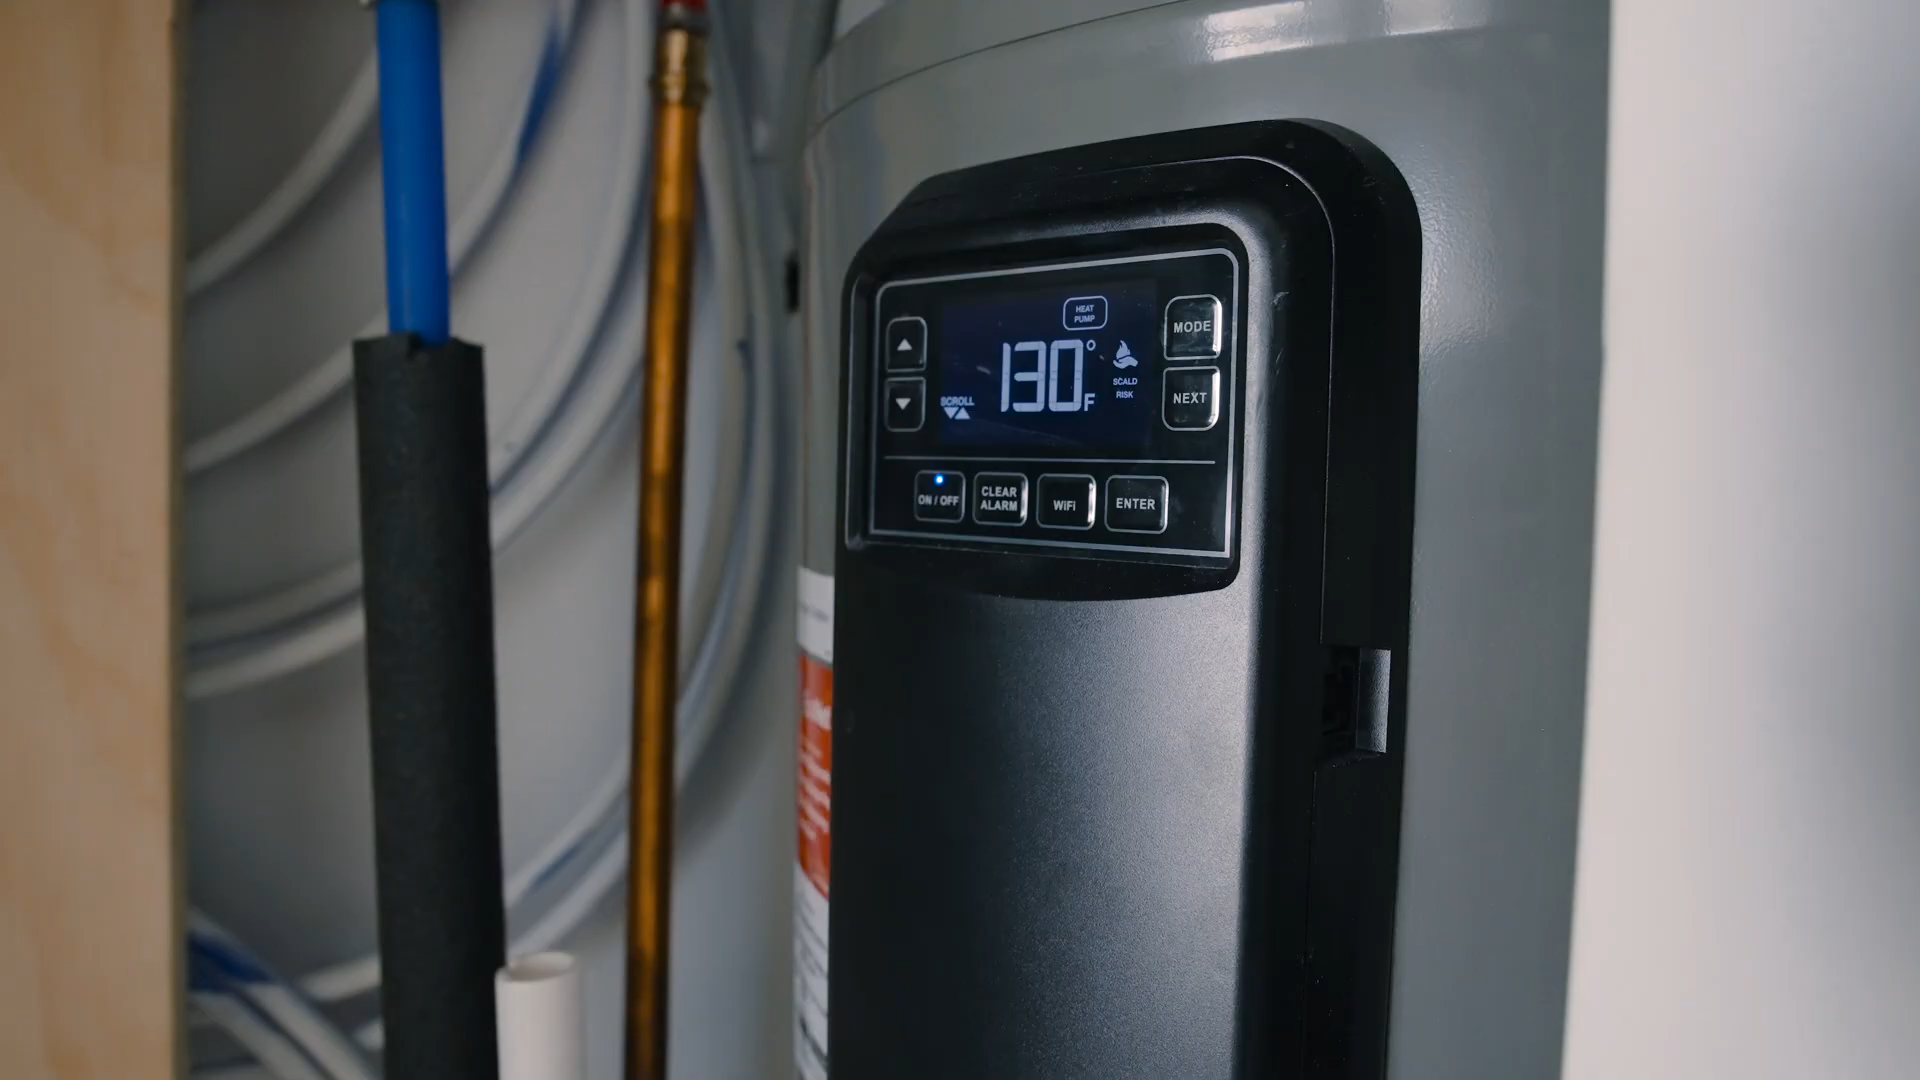 HEAT
PUMP
MODE
130°F
SCALD
RISK
SCROLL
NEXT
ON / OFF
CLEAR
ALARM
WiFi
ENTER